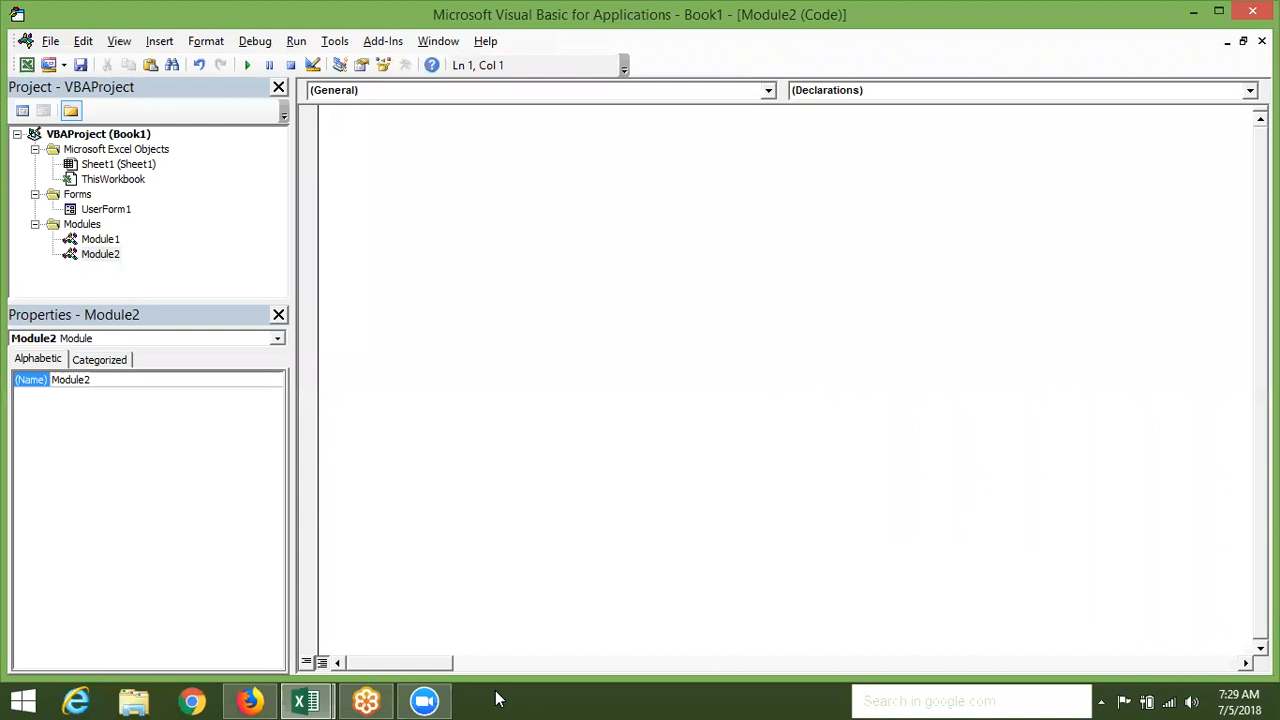 Microsoft Visual Basic for Applications - Book1 - [Module2 (Code)]
File Edit View Insert Format Debug Run Tools Add-Ins Window Help
Ln 1, Col 1
Project - VBAProject
(General)
(Declarations)
VBAProject (Book1)
Microsoft Excel Objects
Sheet1 (Sheet1)
ThisWorkbook
Forms
UserForm1
Modules
Module1
Module2
Properties - Module2
Module2 Module
Alphabetic Categorized
(Name) Module2
Search in google.com
7:29 AM
7/5/2018